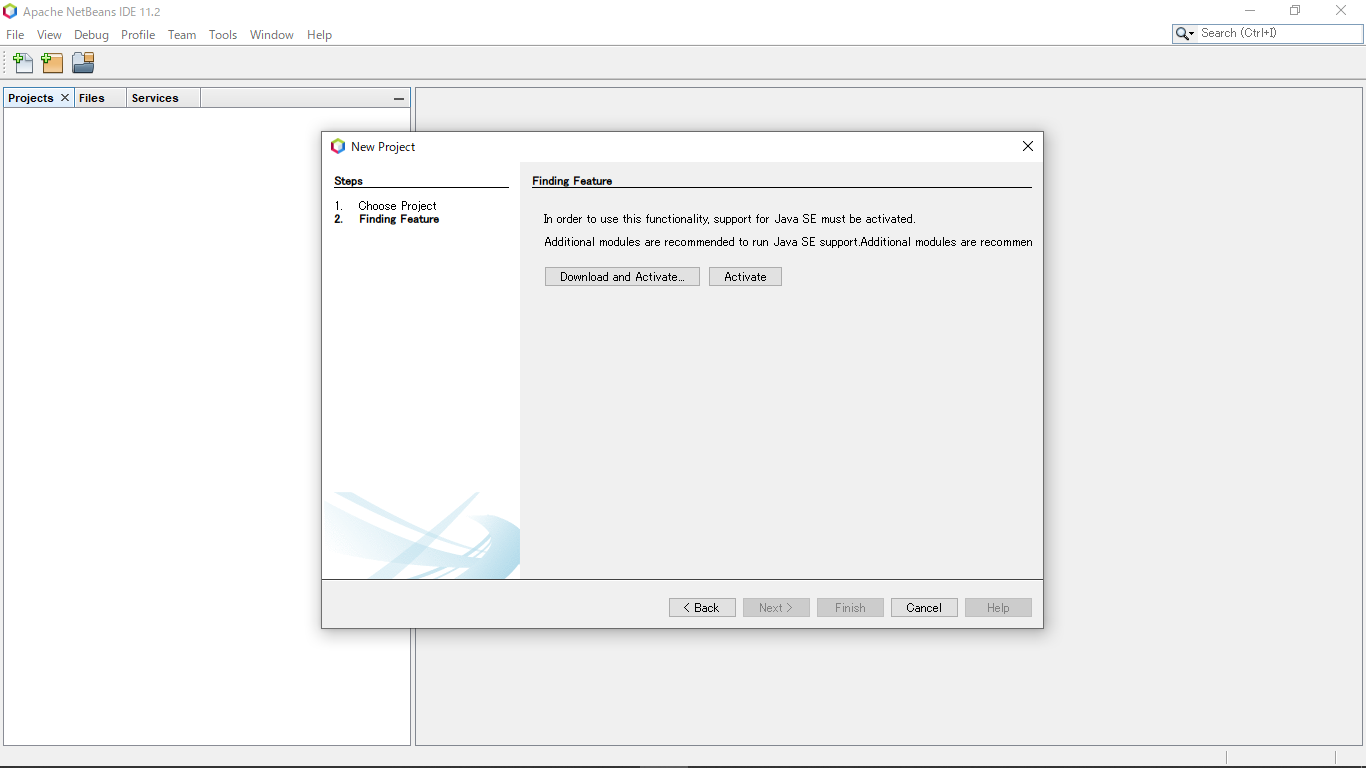 Apache NetBeans IDE 11.2
File View Debug Profile Team Tools Window Help
Search (Ctrl+I)
Projects Files Services
New Project
Steps
1. Choose Project
2. Finding Feature
Finding Feature
In order to use this functionality, support for Java SE must be activated.
Additional modules are recommended to run Java SE support.Additional modules are recommen
Download and Activate... Activate
< Back Next > Finish Cancel Help